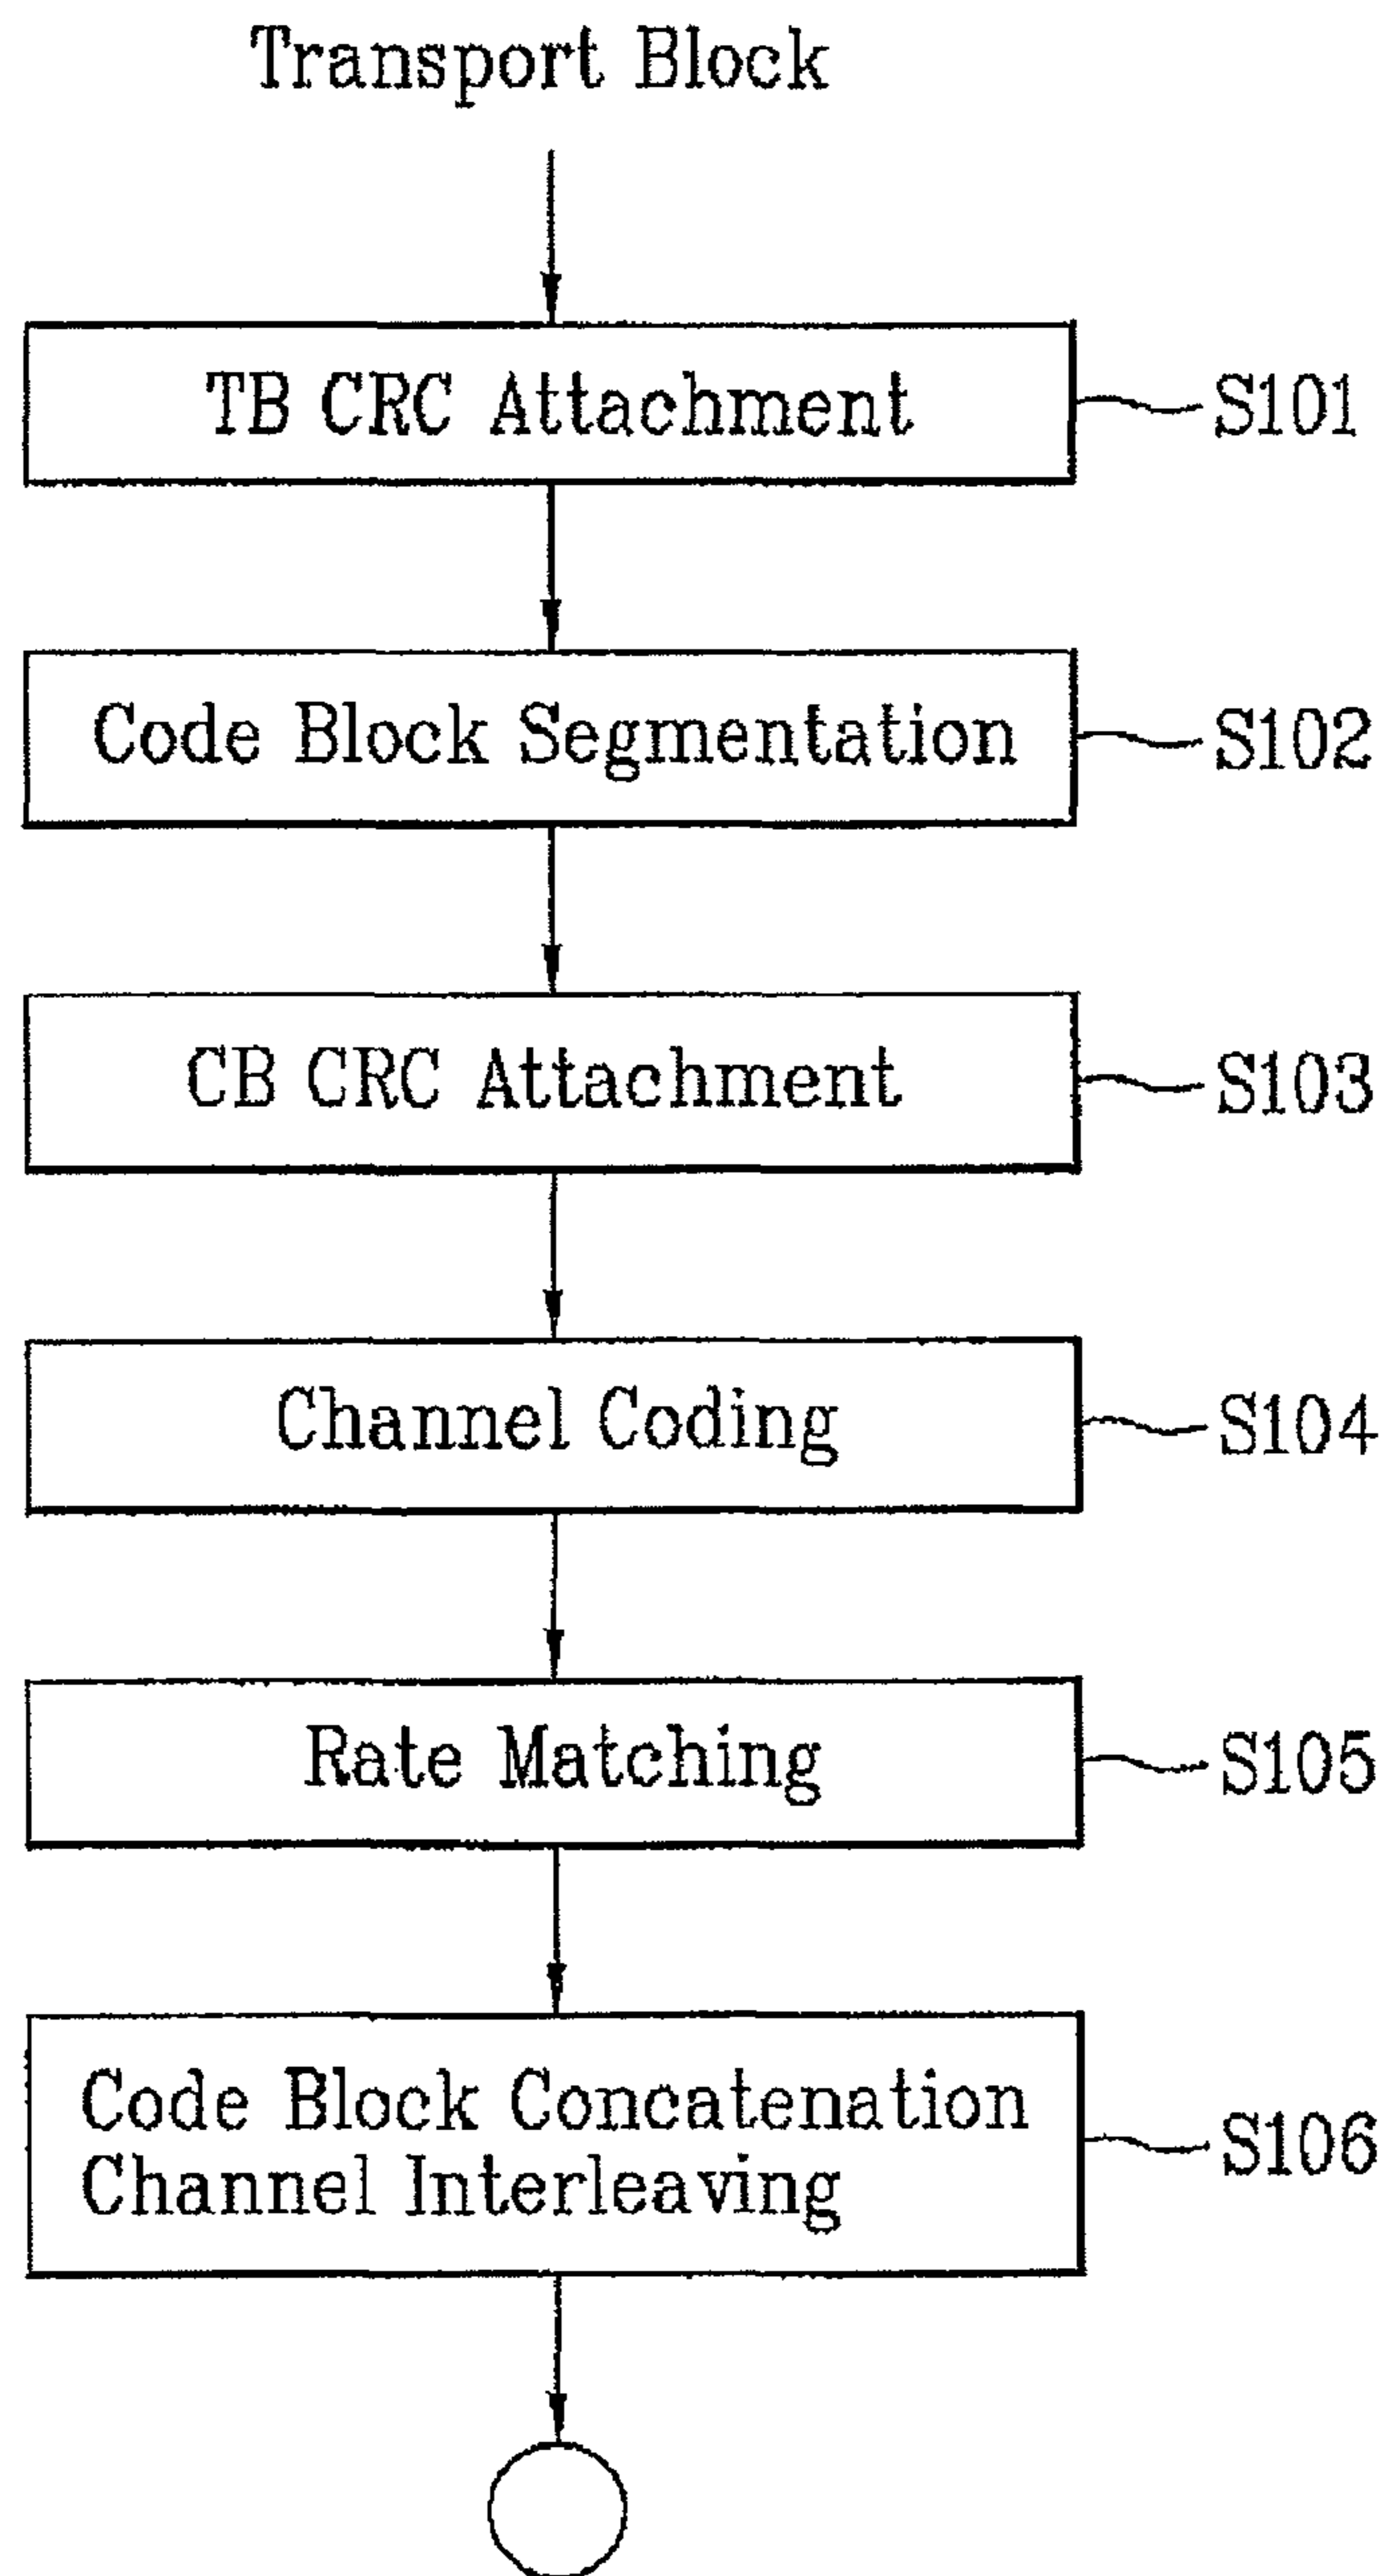 Transport Block
TB CRC Attachment
S101
Code Block Segmentation
S102
CB CRC Attachment
S103
Channel Coding
S104
Rate Matching
S105
Code Block Concatenation
Channel Interleaving
S106